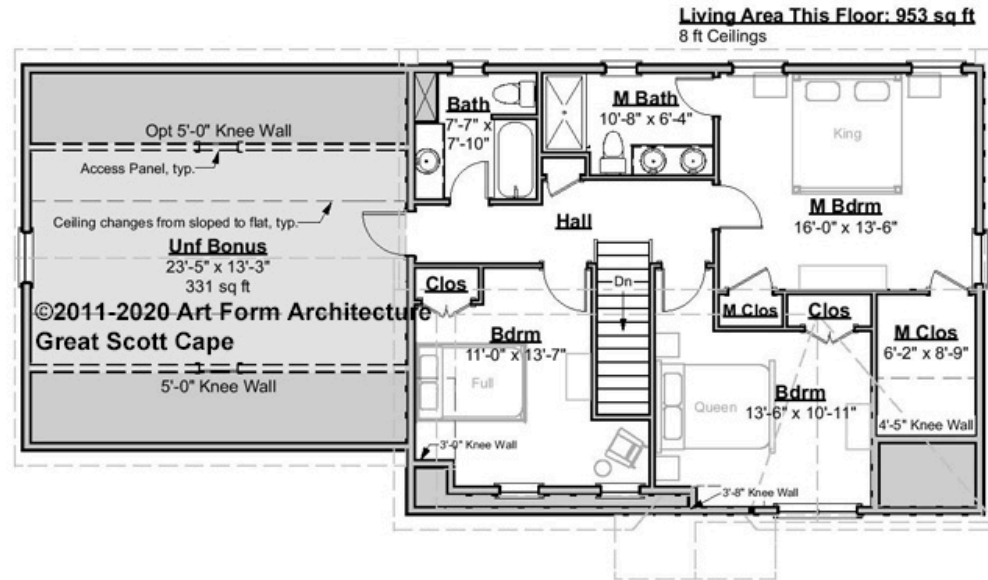 Living Area This Floor: 953 sq ft
8 ft Ceilings
Opt 5'-0" Knee Wall
Access Panel, typ.
Ceiling changes from sloped to flat, typ.
Unf Bonus
23'-5" x 13'-3"
331 sq ft
©2011-2020 Art Form Architecture
Great Scott Cape
5'-0" Knee Wall
Bath
7'-7" x
7'-10"
M Bath
10'-8" x 6'-4"
King
M Bdrm
16'-0" x 13'-6"
Hall
Dn
Clos
Bdrm
11'-0" x 13'-7"
Full
3'-0" Knee Wall
M Clos
Clos
M Clos
6'-2" x 8'-9"
4'-5" Knee Wall
Queen
Bdrm
13'-6" x 10'-11"
3'-8" Knee Wall